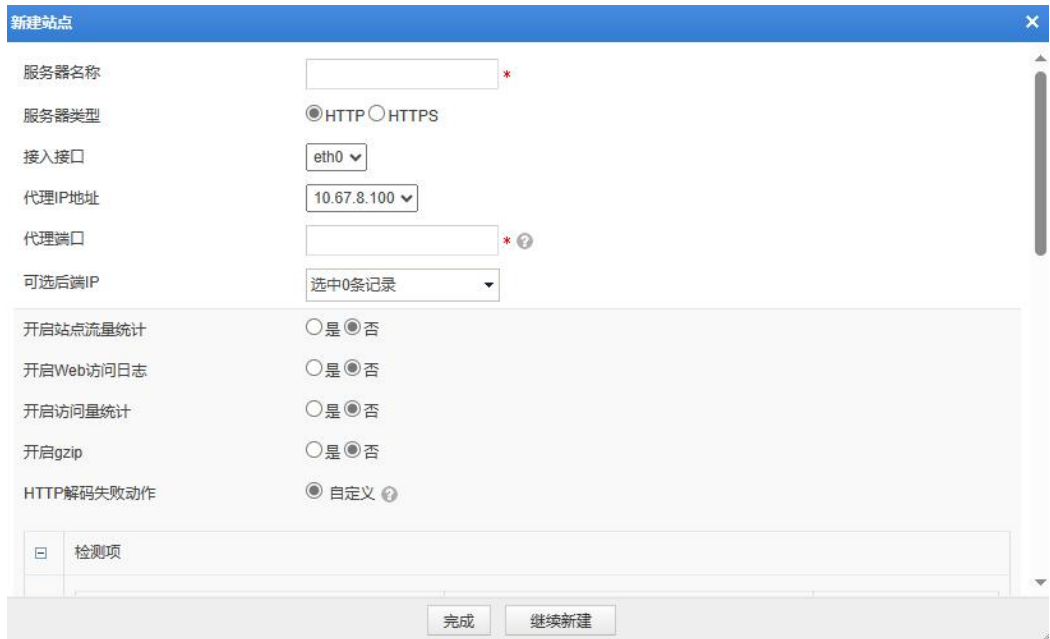 新建站点
服务器名称 *
服务器类型 HTTP HTTPS
接入接口 eth0
代理IP地址 10.67.8.100
代理端口 * ?
可选后端IP 选中0条记录
开启站点流量统计 是 否
开启Web访问日志 是 否
开启访问量统计 是 否
开启gzip 是 否
HTTP解码失败动作 自定义 ?
检测项
完成 继续新建